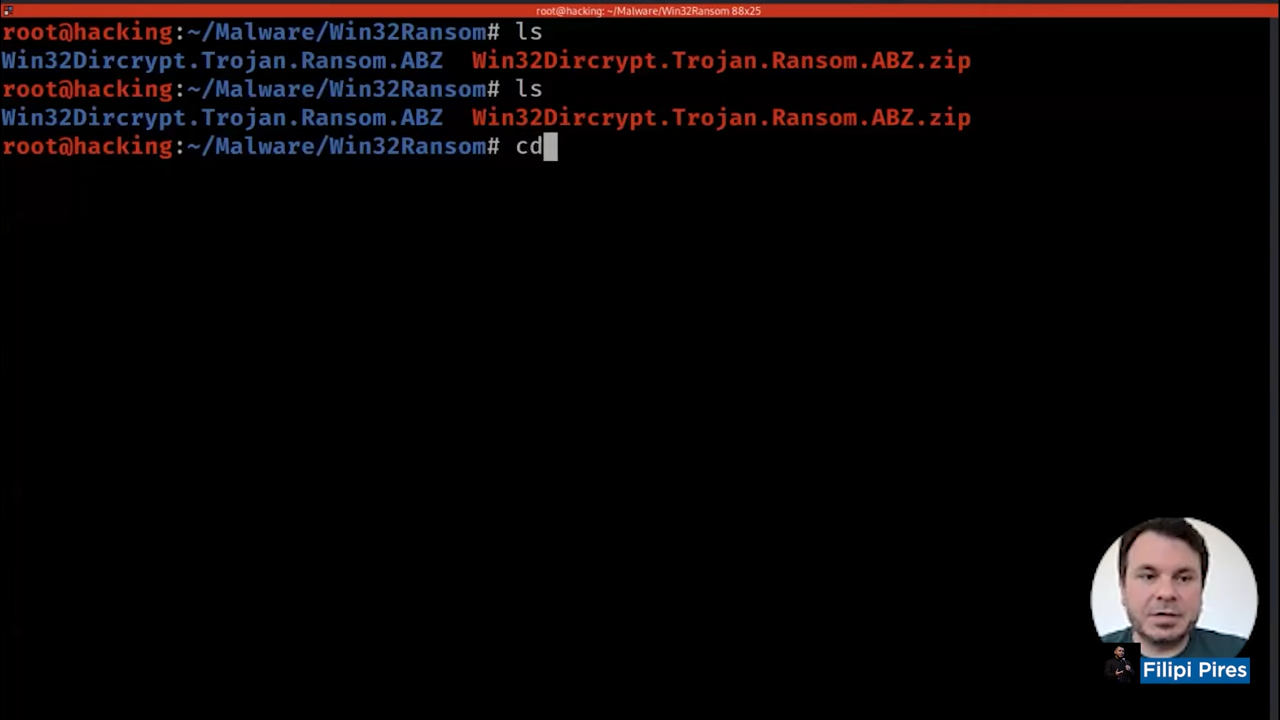 root@hacking: ~/Malware/Win32Ransom 88x25
root@hacking:~/Malware/Win32Ransom# ls
Win32Dircrypt.Trojan.Ransom.ABZ  Win32Dircrypt.Trojan.Ransom.ABZ.zip
root@hacking:~/Malware/Win32Ransom# ls
Win32Dircrypt.Trojan.Ransom.ABZ  Win32Dircrypt.Trojan.Ransom.ABZ.zip
root@hacking:~/Malware/Win32Ransom# cd
Filipi Pires